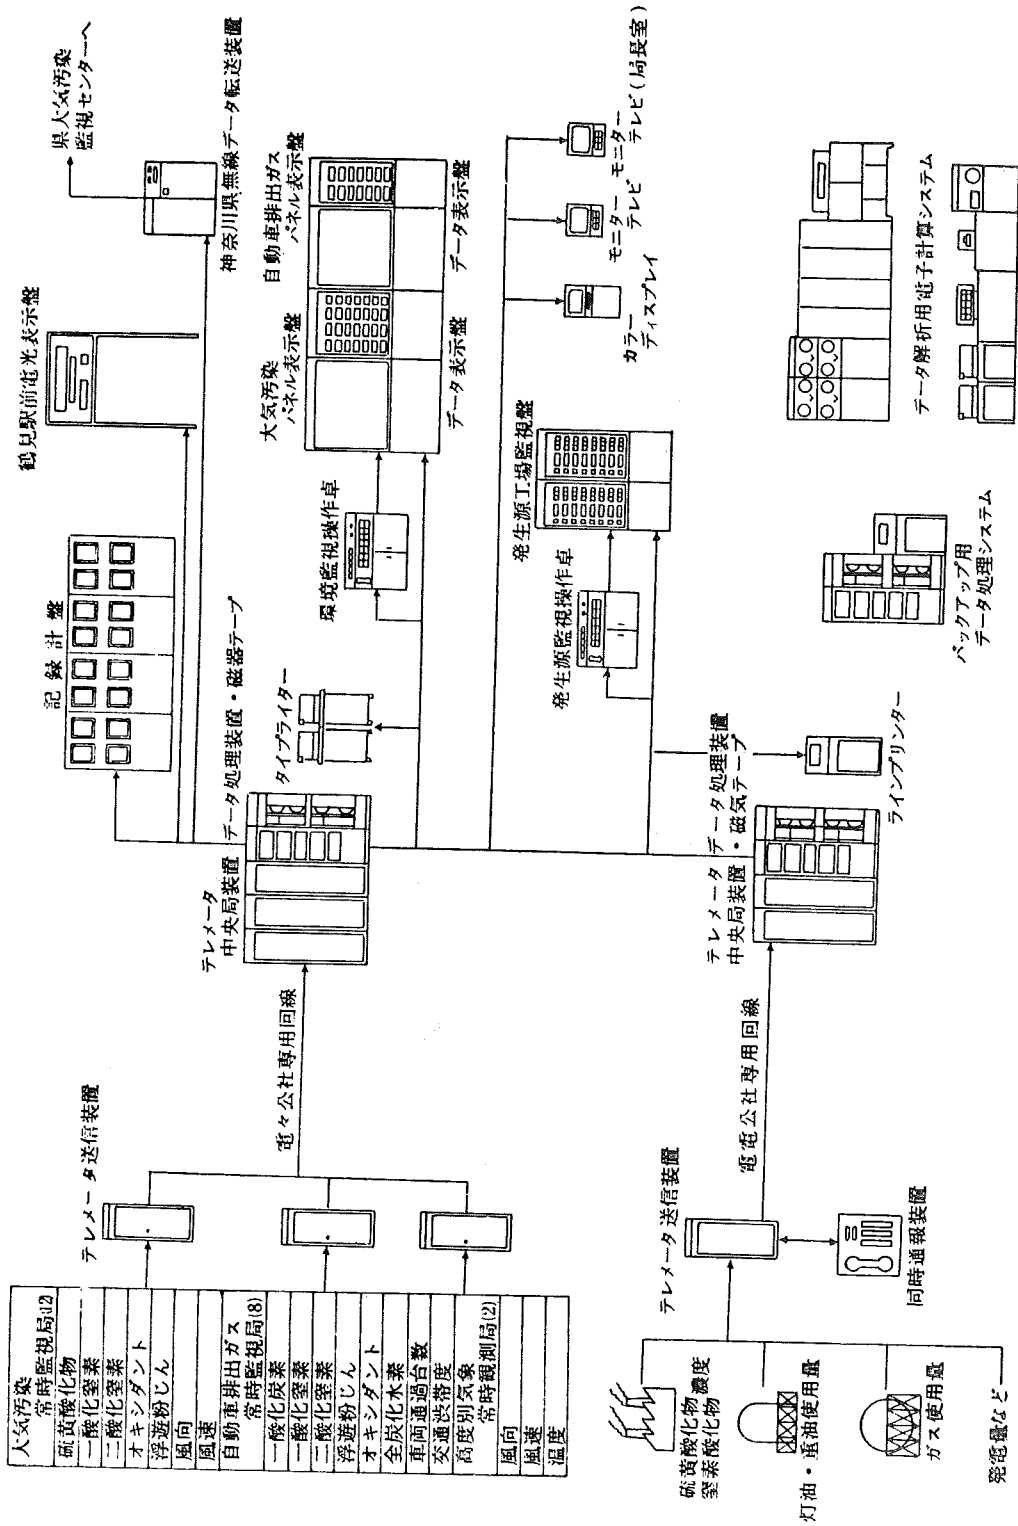 大気汚染
常時監視局(12)
硫黄酸化物
一酸化窒素
二酸化窒素
オキシダント
浮遊粉じん
風向
風速
自動車排出ガス
常時監視局(8)
一酸化炭素
一酸化窒素
二酸化窒素
浮遊粉じん
オキシダント
全炭化水素
車両通過台数
交通渋滞度
高度別気象
常時観測局(2)
風向
風速
温度
テレメータ送信装置
電々公社専用回線
テレメータ
中央局装置
データ処理装置・磁器テープ
タイプライター
記録計盤
鶴見駅前電光表示盤
県大気汚染
監視センターへ
神奈川県無線データ転送装置
環境監視操作卓
大気汚染
パネル表示盤
自動車排出ガス
パネル表示盤
データ表示盤
データ表示盤
硫黄酸化物
窒素酸化物
濃度
灯油・重油使用量
ガス使用量
発電量など
テレメータ送信装置
同時通報装置
電電公社専用回線
テレメータ
中央局装置
データ処理装置
・磁気テープ
ラインプリンター
発生源監視操作卓
発生源工場監視盤
カラー
ディスプレイ
モニター
テレビ
モニター
テレビ(局長室)
バックアップ用
データ処理システム
データ解析用電子計算システム